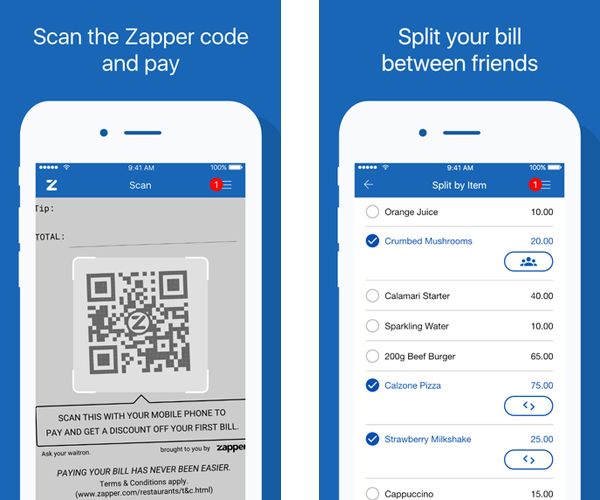 Scan the Zapper code
and pay
9:41 AM
100%
Scan
1
Tip:
TOTAL:
SCAN THIS WITH YOUR MOBILE PHONE TO
PAY AND GET A DISCOUNT OFF YOUR FIRST BILL.
Ask your waitron.
brought to you by zapper
PAYING YOUR BILL HAS NEVER BEEN EASIER.
Terms & Conditions apply.
(www.zapper.com/restaurants/t&c.html)
Split your bill
between friends
9:41 AM
100%
Split by Item
1
Orange Juice 10.00
Crumbed Mushrooms 20.00
Calamari Starter 40.00
Sparkling Water 10.00
200g Beef Burger 65.00
Calzone Pizza 75.00
Strawberry Milkshake 25.00
Cappuccino 15.00